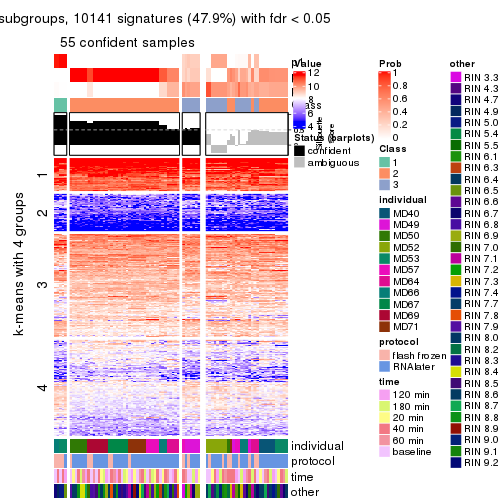 subgroups, 10141 signatures (47.9%) with fdr < 0.05
55 confident samples
k-means with 4 groups
1
2
3
4
individual
protocol
time
other
Value
12
10
8
6
4
Status (barplots)
confident
ambiguous
Prob
1
0.8
0.6
0.4
0.2
0
Class
1
2
3
individual
MD40
MD49
MD50
MD52
MD53
MD57
MD64
MD66
MD67
MD69
MD71
protocol
flash frozen
RNAlater
time
120 min
180 min
20 min
40 min
60 min
baseline
other
RIN 3.3
RIN 4.3
RIN 4.7
RIN 4.9
RIN 5.0
RIN 5.4
RIN 5.5
RIN 6.1
RIN 6.3
RIN 6.4
RIN 6.5
RIN 6.6
RIN 6.7
RIN 6.8
RIN 6.9
RIN 7.0
RIN 7.1
RIN 7.2
RIN 7.3
RIN 7.4
RIN 7.7
RIN 7.8
RIN 7.9
RIN 8.0
RIN 8.2
RIN 8.3
RIN 8.4
RIN 8.5
RIN 8.6
RIN 8.7
RIN 8.8
RIN 8.9
RIN 9.0
RIN 9.1
RIN 9.2